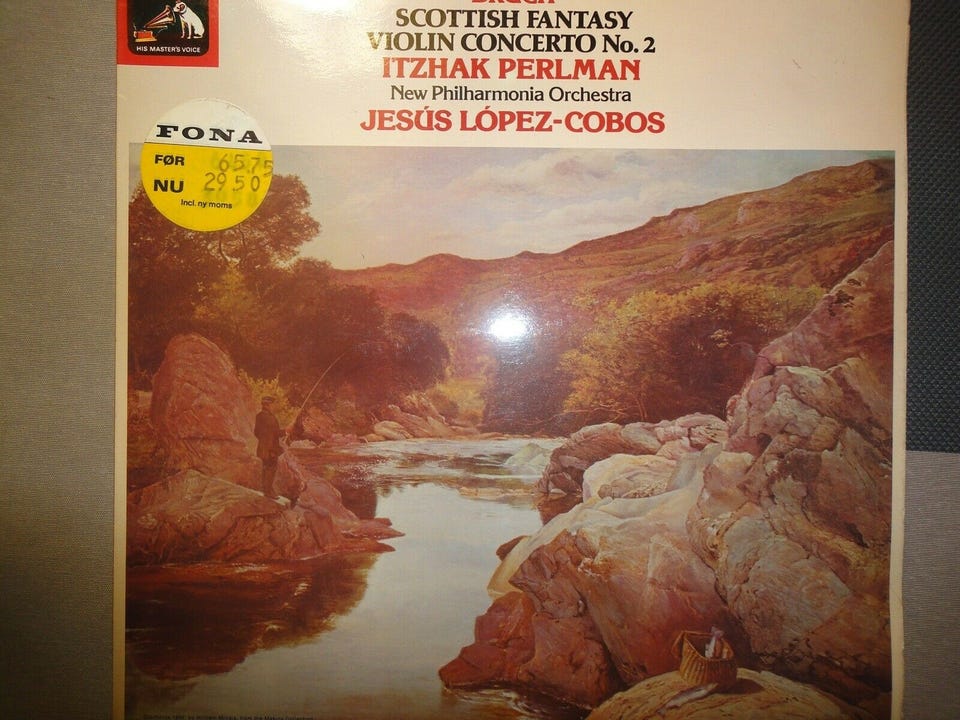 BRUCH
SCOTTISH FANTASY
VIOLIN CONCERTO No. 2
ITZHAK PERLMAN
New Philharmonia Orchestra
JESÚS LÓPEZ-COBOS
HIS MASTER'S VOICE
FONA
FØR 65.75
NU 29.50
Incl. ny moms